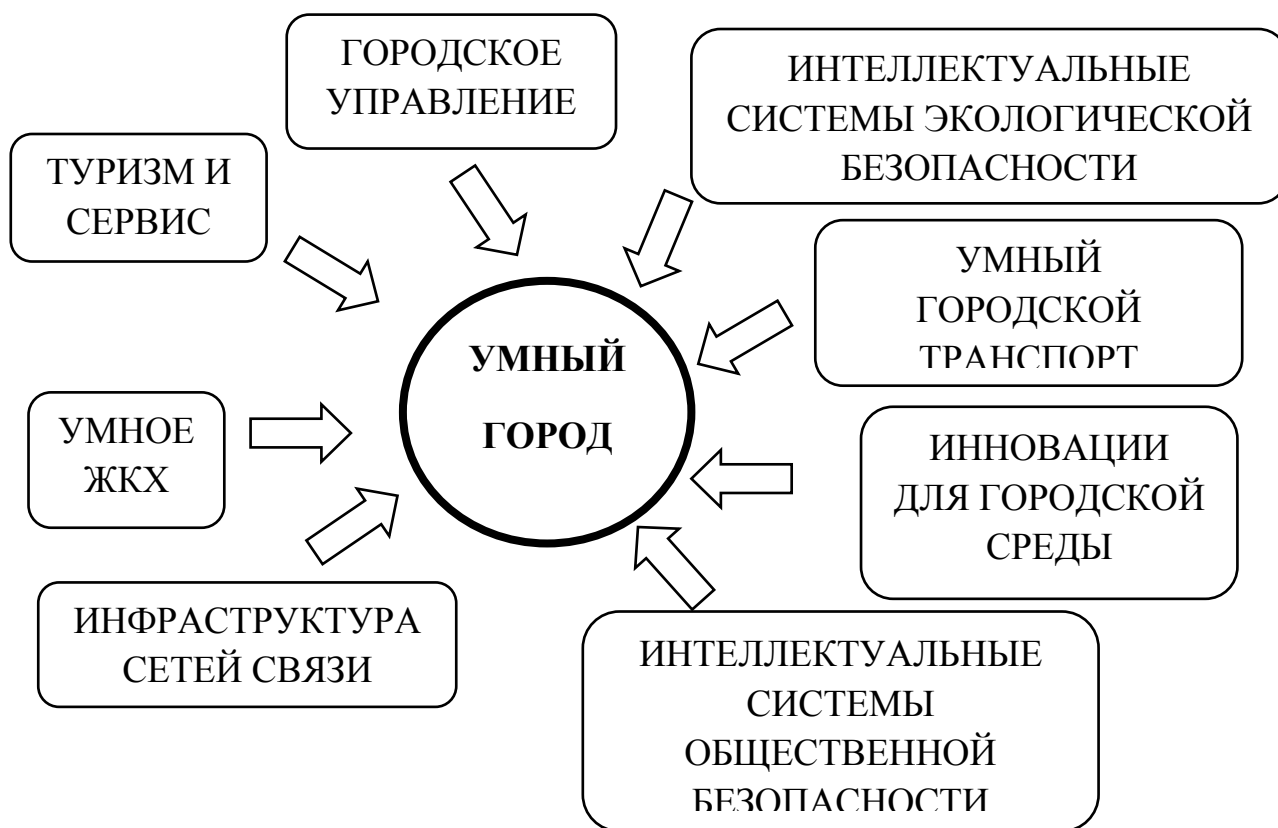 ГОРОДСКОЕ
УПРАВЛЕНИЕ
ИНТЕЛЛЕКТУАЛЬНЫЕ
СИСТЕМЫ ЭКОЛОГИЧЕСКОЙ
БЕЗОПАСНОСТИ
ТУРИЗМ И
СЕРВИС
УМНЫЙ
ГОРОДСКОЙ
ТРАНСПОРТ
УМНЫЙ
ГОРОД
УМНОЕ
ЖКХ
ИННОВАЦИИ
ДЛЯ ГОРОДСКОЙ
СРЕДЫ
ИНФРАСТРУКТУРА
СЕТЕЙ СВЯЗИ
ИНТЕЛЛЕКТУАЛЬНЫЕ
СИСТЕМЫ
ОБЩЕСТВЕННОЙ
БЕЗОПАСНОСТИ